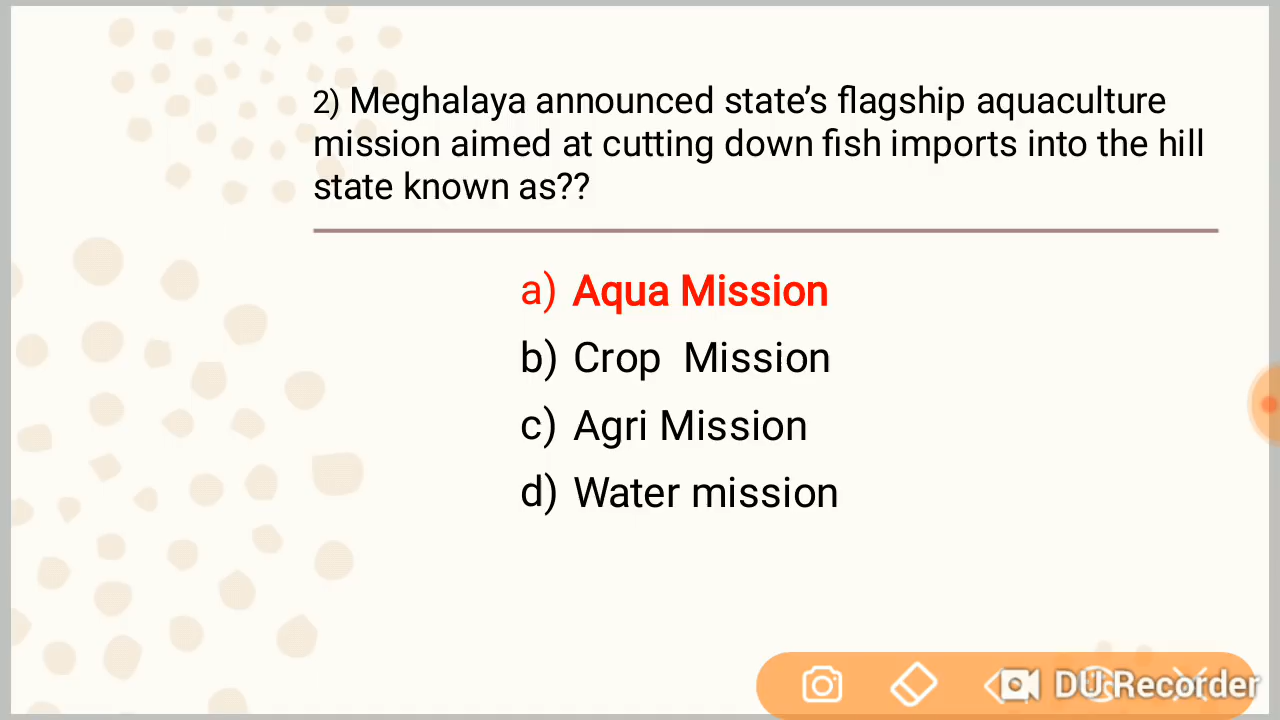 2) Meghalaya announced state's flagship aquaculture
mission aimed at cutting down fish imports into the hill
state known as??
a) Aqua Mission
b) Crop Mission
c) Agri Mission
d) Water mission
DU Recorder